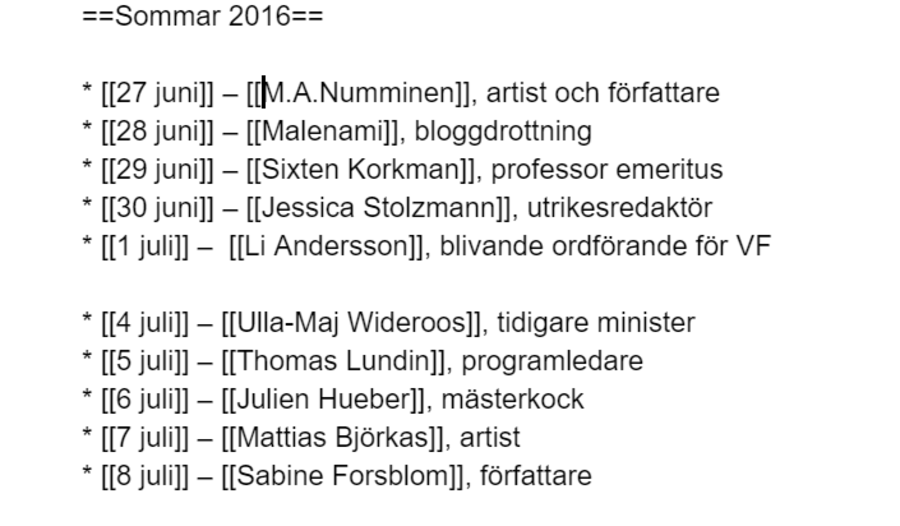 ==Sommar 2016==
* [[27 juni]] – [[M.A.Numminen]], artist och författare
* [[28 juni]] – [[Malenami]], bloggdrottning
* [[29 juni]] – [[Sixten Korkman]], professor emeritus
* [[30 juni]] – [[Jessica Stolzmann]], utrikesredaktör
* [[1 juli]] –  [[Li Andersson]], blivande ordförande för VF
* [[4 juli]] – [[Ulla-Maj Wideroos]], tidigare minister
* [[5 juli]] – [[Thomas Lundin]], programledare
* [[6 juli]] – [[Julien Hueber]], mästerkock
* [[7 juli]] – [[Mattias Björkas]], artist
* [[8 juli]] – [[Sabine Forsblom]], författare